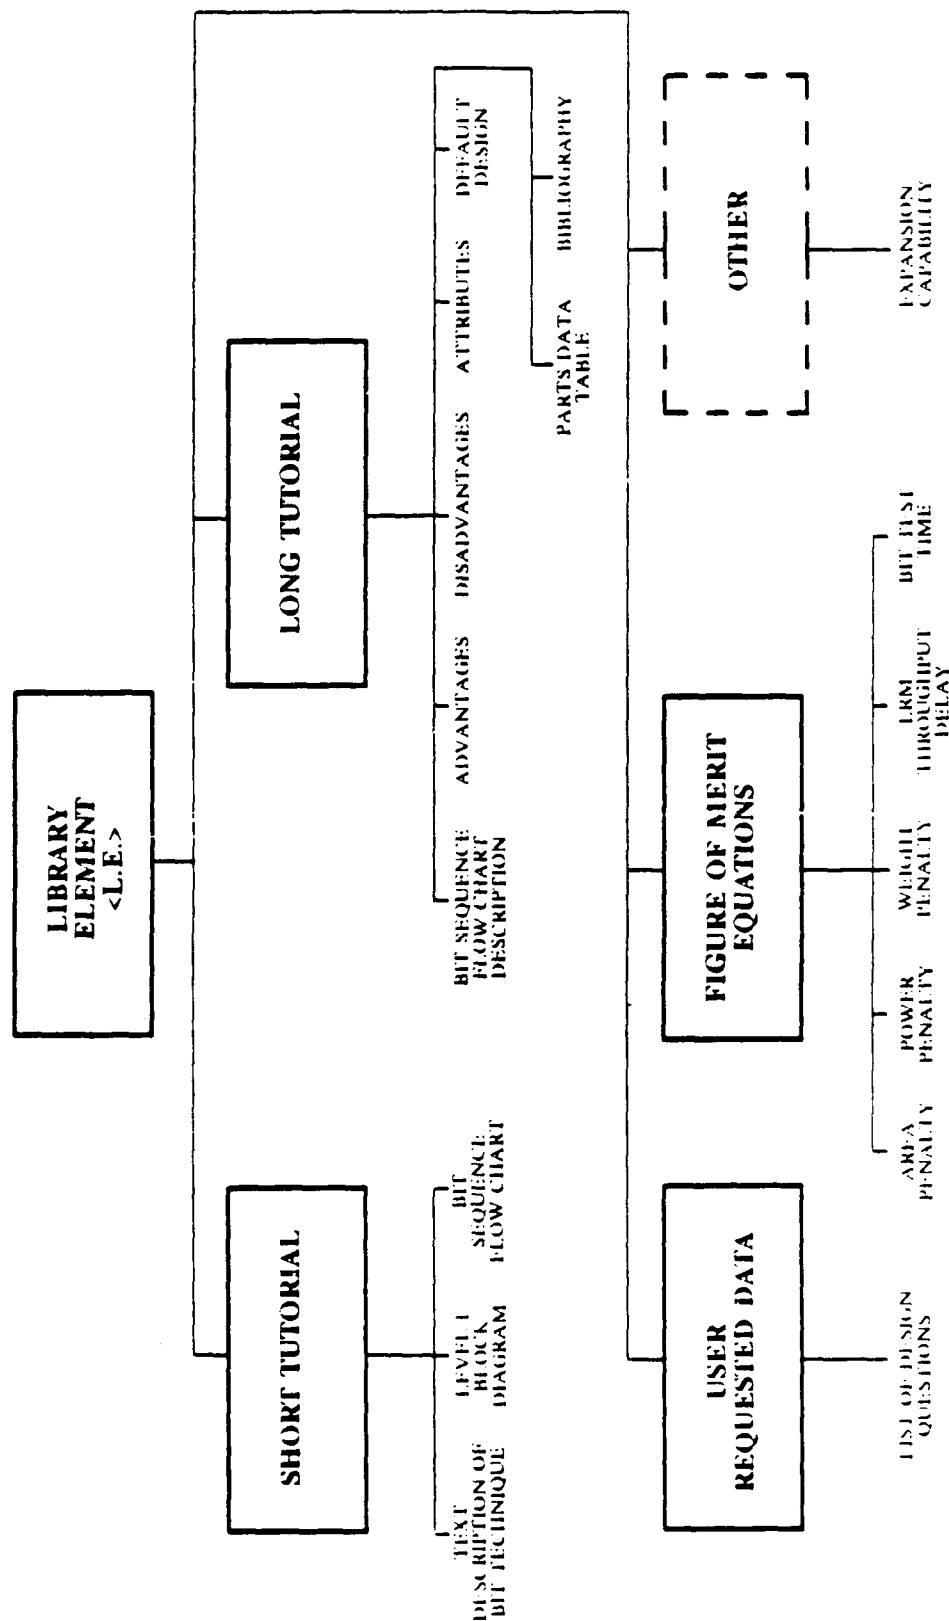 LIBRARY
ELEMENT
<L.E.>
SHORT TUTORIAL
TEXT
DESCRIPTION OF
BIT TECHNIQUE
LEVEL 1
BLOCK
DIAGRAM
BIT
SEQUENCE
FLOW CHART
LONG TUTORIAL
BIT SEQUENCE
FLOW CHART
DESCRIPTION
ADVANTAGES
DISADVANTAGES
ATTRIBUTES
DEFAULT
DESIGN
PARTS DATA
TABLE
BIBLIOGRAPHY
USER
REQUESTED DATA
LIST OF DESIGN
QUESTIONS
FIGURE OF MERIT
EQUATIONS
AREA
PENALTY
POWER
PENALTY
WEIGHT
PENALTY
LRM
THROUGHPUT
DELAY
BIT TEST
TIME
OTHER
EXPANSION
CAPABILITY